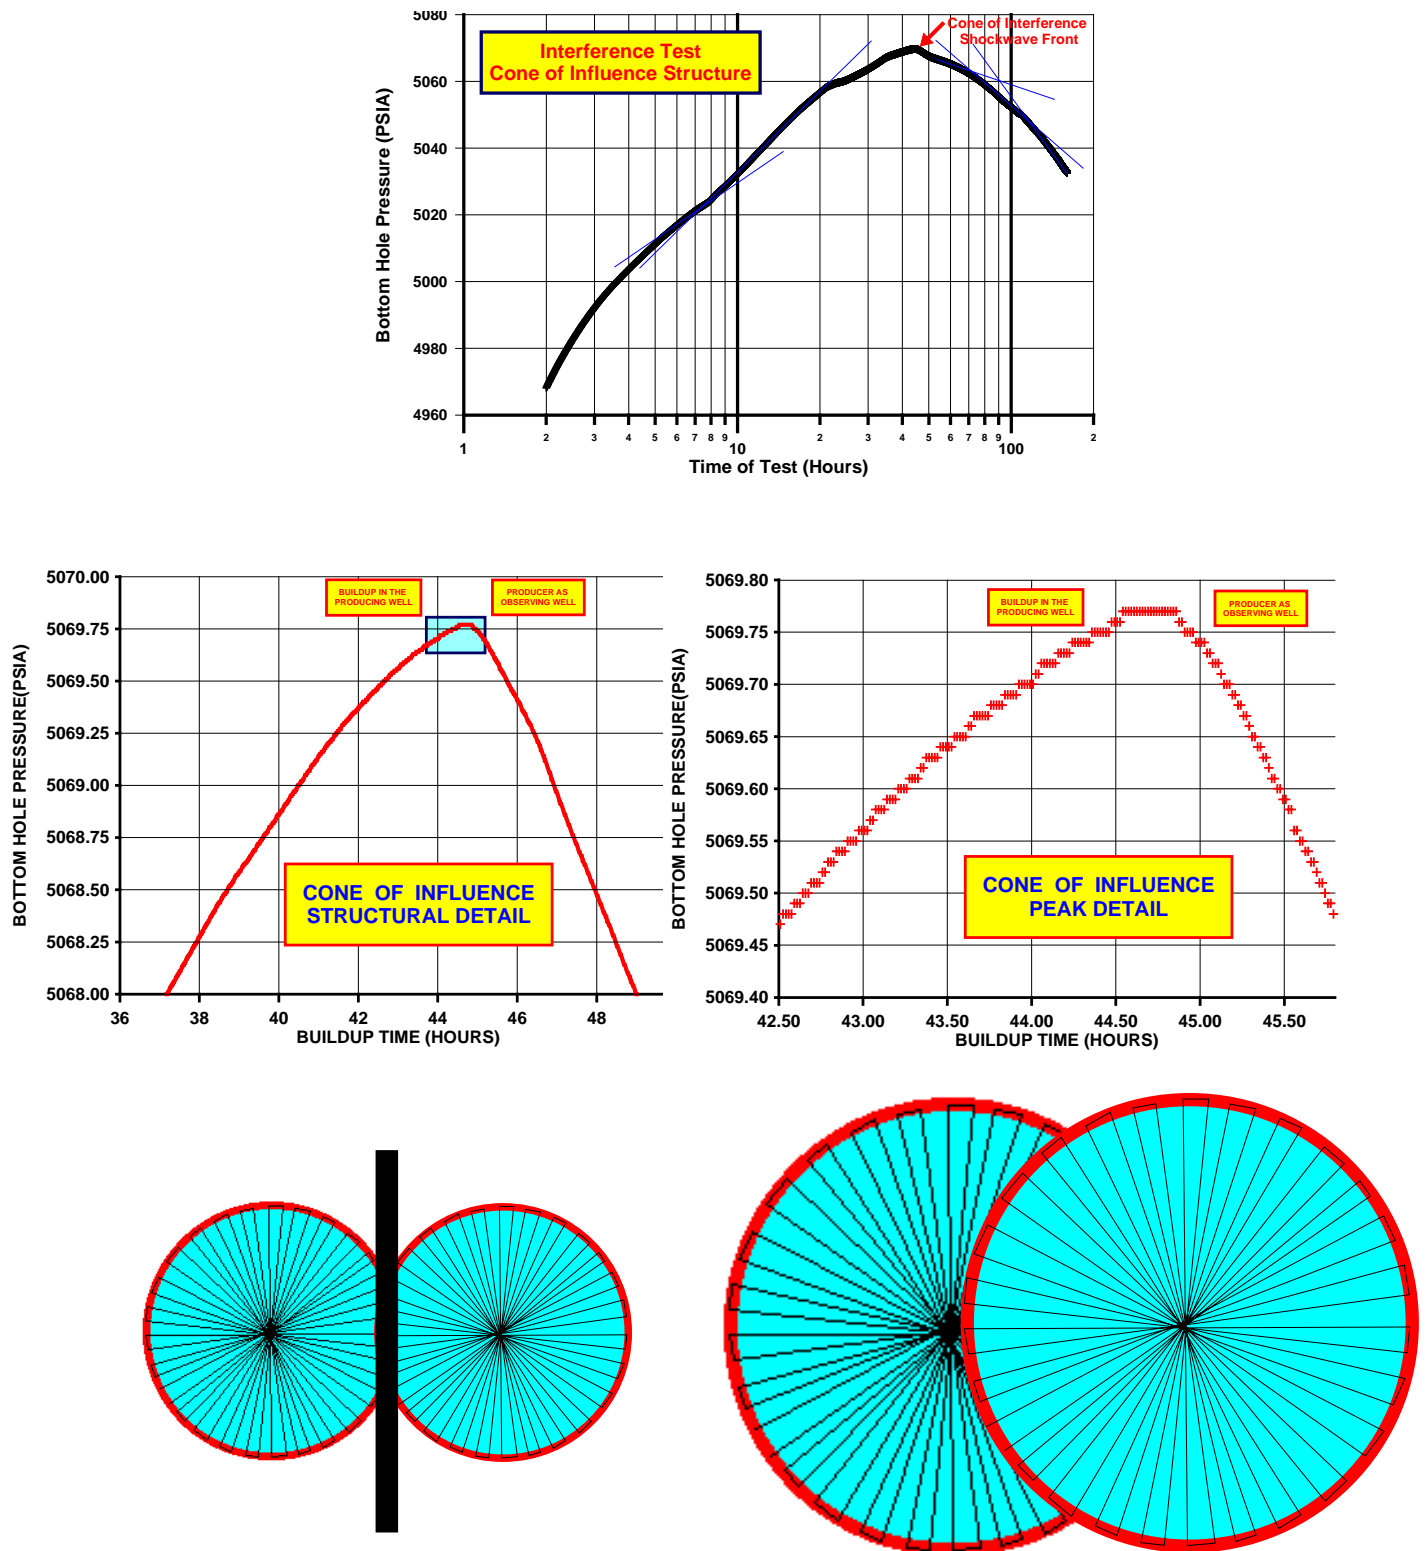 5080
Cone of Interference
Shockwave Front
Interference Test
Cone of Influence Structure
5060
5040
5020
5000
4980
4960
Bottom Hole Pressure (PSIA)
2 3 4 5 6 7 8 9 2 3 4 5 6 7 8 9 2
1 10 100
Time of Test (Hours)
5070.00
5069.75
5069.50
5069.25
5069.00
5068.75
5068.50
5068.25
5068.00
BOTTOM HOLE PRESSURE(PSIA)
BUILDUP IN THE
PRODUCING WELL
PRODUCER AS
OBSERVING WELL
CONE OF INFLUENCE
STRUCTURAL DETAIL
36 38 40 42 44 46 48
BUILDUP TIME (HOURS)
5069.80
5069.75
5069.70
5069.65
5069.60
5069.55
5069.50
5069.45
5069.40
BOTTOM HOLE PRESSURE(PSIA)
BUILDUP IN THE
PRODUCING WELL
PRODUCER AS
OBSERVING WELL
CONE OF INFLUENCE
PEAK DETAIL
42.50 43.00 43.50 44.00 44.50 45.00 45.50
BUILDUP TIME (HOURS)